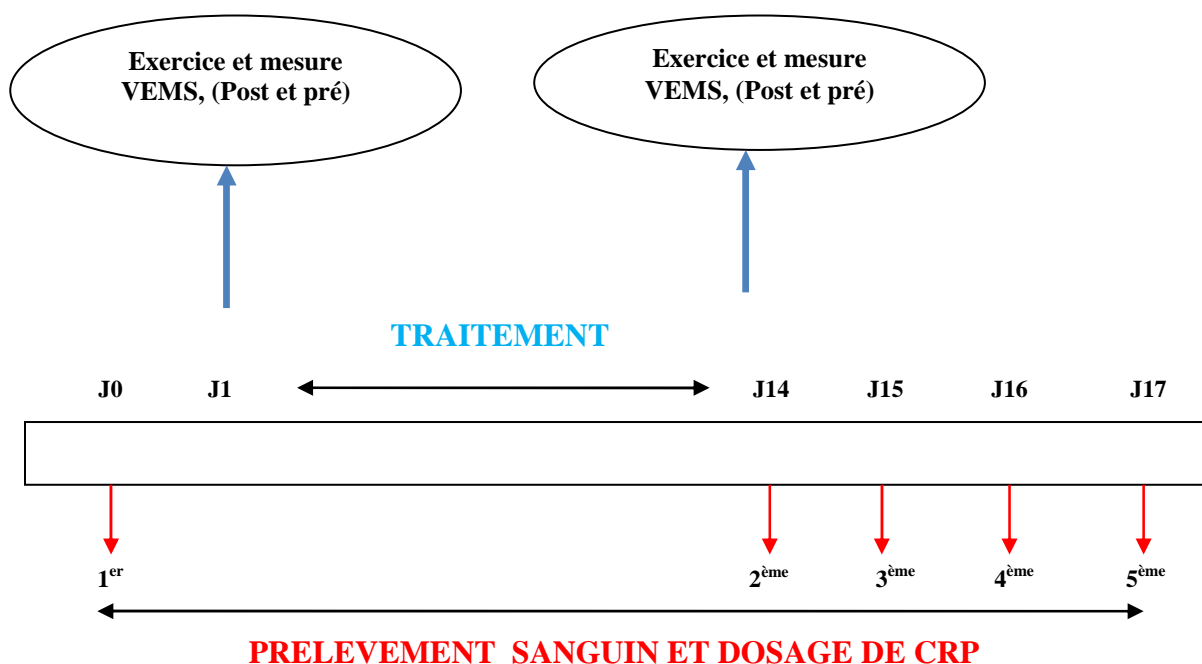 Exercice et mesure
VEMS, (Post et pré)
Exercice et mesure
VEMS, (Post et pré)
TRAITEMENT
J0 J1 J14 J15 J16 J17
1er 2ème 3ème 4ème 5ème
PRELEVEMENT SANGUIN ET DOSAGE DE CRP